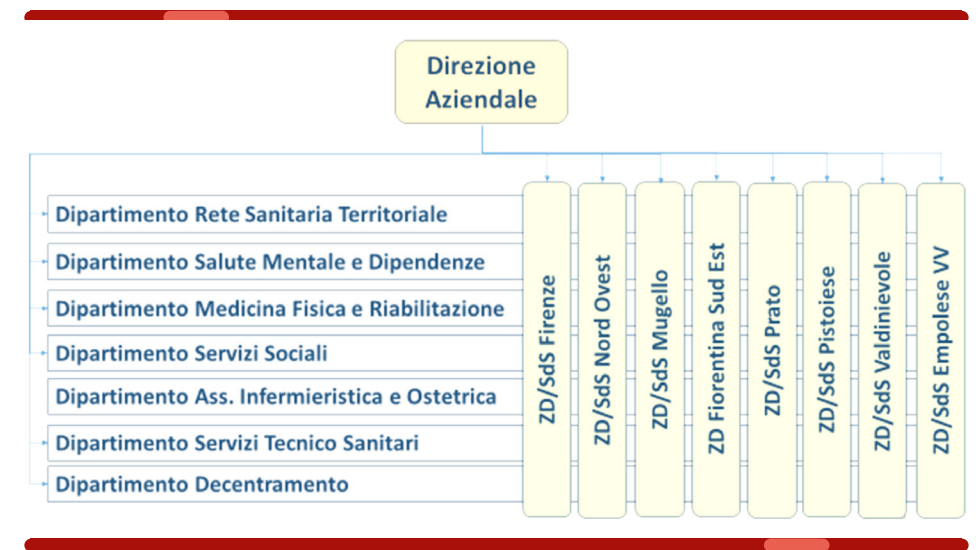 Direzione
Aziendale
Dipartimento Rete Sanitaria Territoriale
Dipartimento Salute Mentale e Dipendenze
Dipartimento Medicina Fisica e Riabilitazione
Dipartimento Servizi Sociali
Dipartimento Ass. Infermieristica e Ostetrica
Dipartimento Servizi Tecnico Sanitari
Dipartimento Decentramento
ZD/SdS Firenze
ZD/SdS Nord Ovest
ZD/SdS Mugello
ZD Fiorentina Sud Est
ZD/SdS Prato
ZD/SdS Pistoiese
ZD/SdS Valdinievole
ZD/SdS Empolese VV